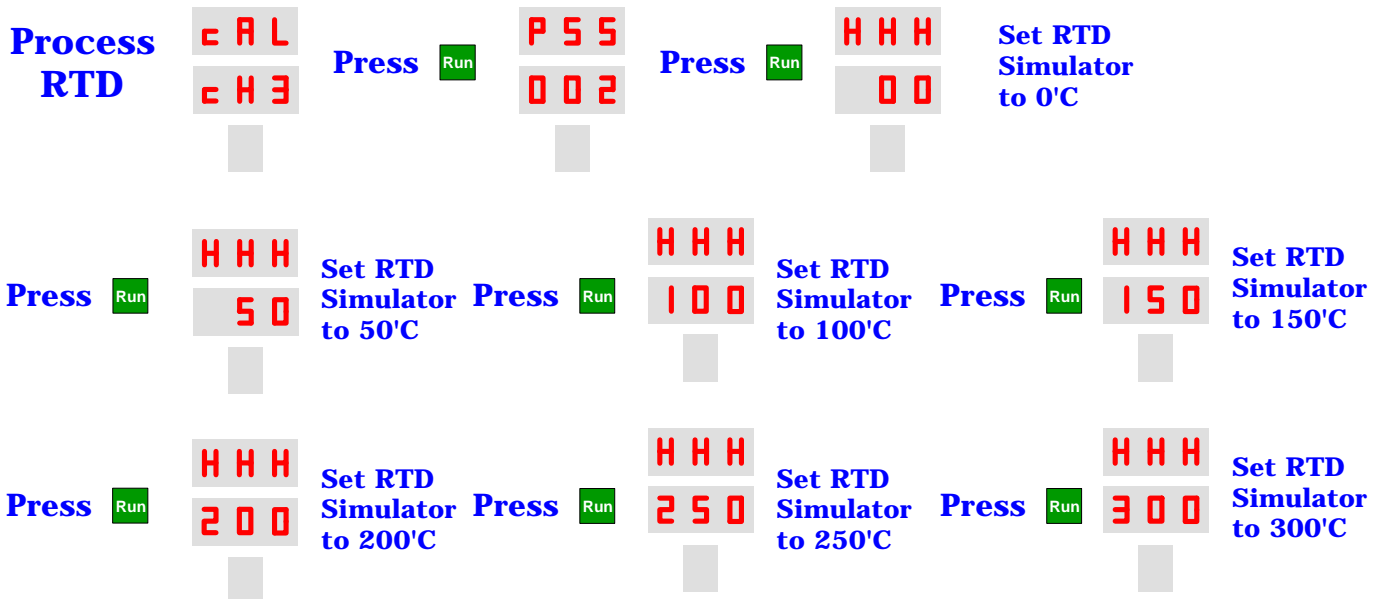 Process
RTD
cAL
cH3
Press Run
PSS
002
Press Run
HHH
00
Set RTD
Simulator
to 0'C
Press Run
HHH
50
Set RTD
Simulator
to 50'C
Press Run
HHH
100
Set RTD
Simulator
to 100'C
Press Run
HHH
150
Set RTD
Simulator
to 150'C
Press Run
HHH
200
Set RTD
Simulator
to 200'C
Press Run
HHH
250
Set RTD
Simulator
to 250'C
Press Run
HHH
300
Set RTD
Simulator
to 300'C